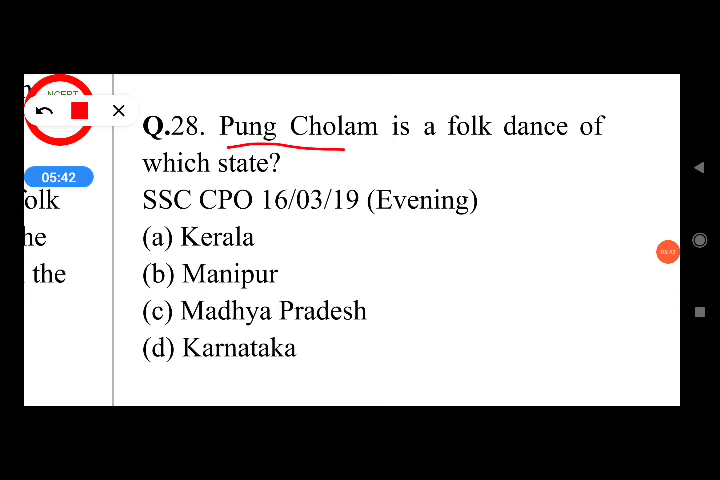 NCERT
05:42
olk
he
the
Q.28. Pung Cholam is a folk dance of
which state?
SSC CPO 16/03/19 (Evening)
(a) Kerala
(b) Manipur
(c) Madhya Pradesh
(d) Karnataka